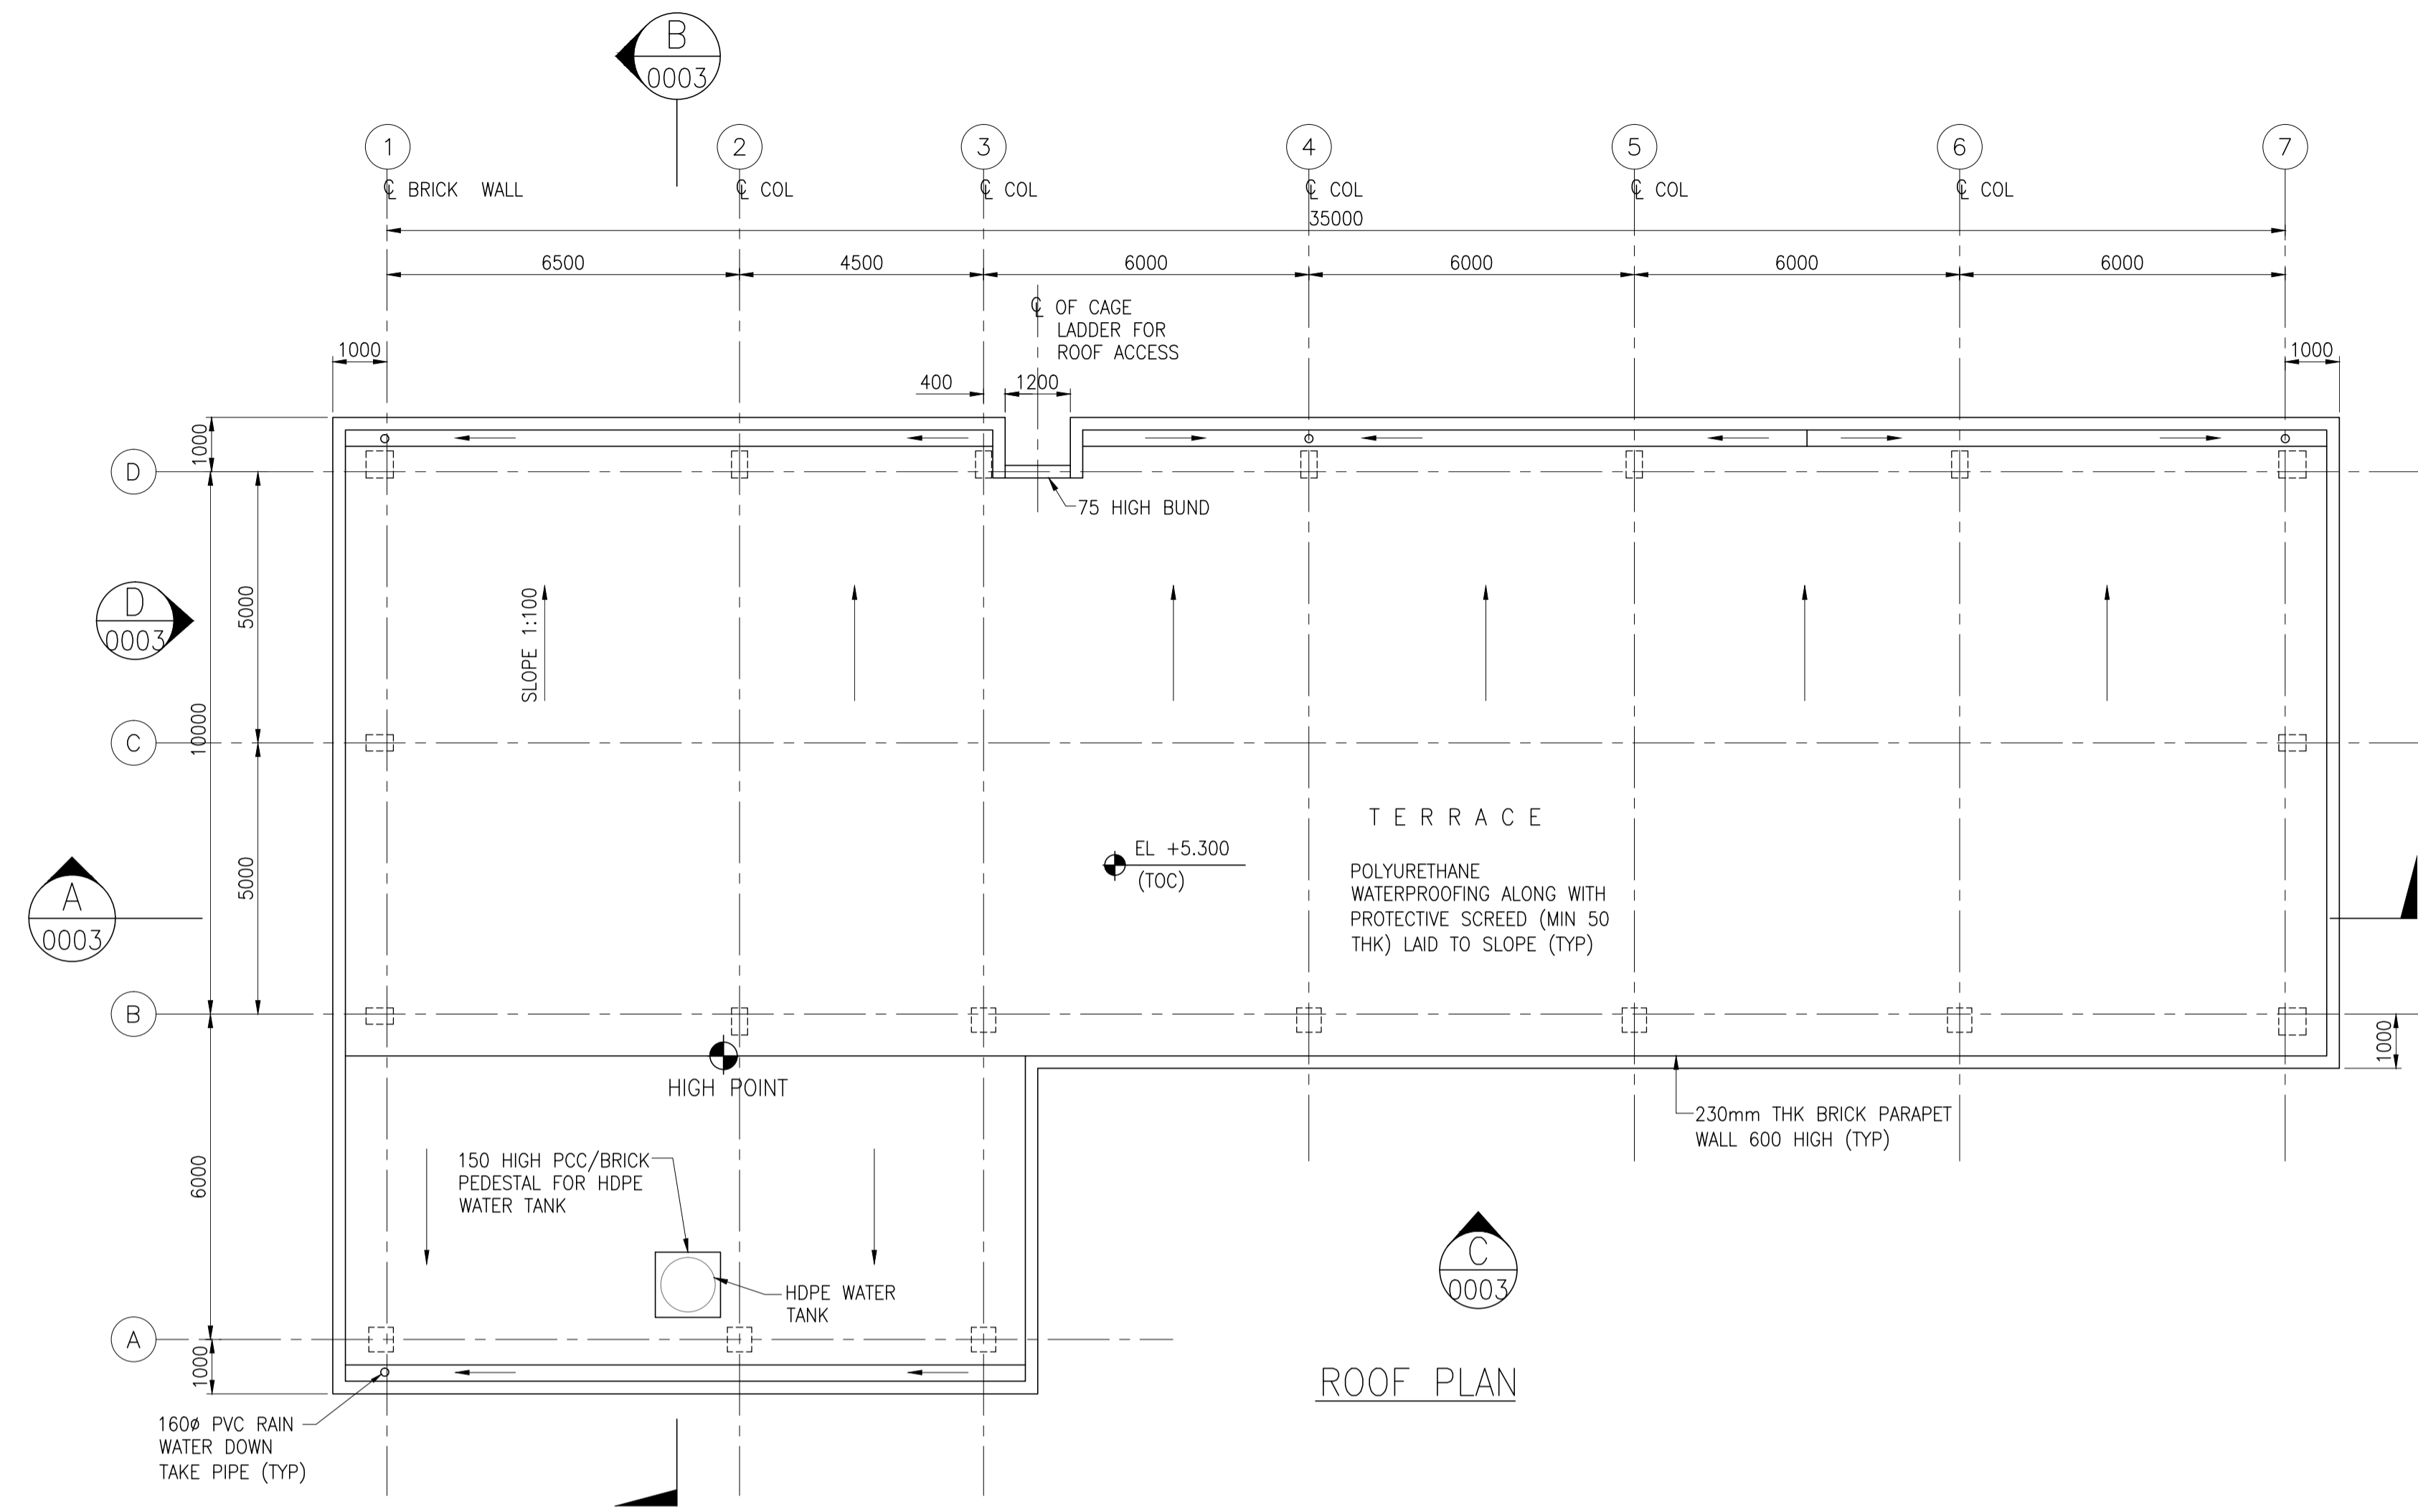 B
0003
1
2
3
4
5
6
7
℄ BRICK WALL
℄ COL
℄ COL
℄ COL
℄ COL
℄ COL
35000
6500
4500
6000
6000
6000
6000
℄ OF CAGE
LADDER FOR
ROOF ACCESS
1000
1000
400
1200
1000
D
75 HIGH BUND
D
0003
5000
SLOPE 1:100
10000
C
TERRACE
EL +5.300
(TOC)
POLYURETHANE
WATERPROOFING ALONG WITH
PROTECTIVE SCREED (MIN 50
THK) LAID TO SLOPE (TYP)
5000
A
0003
B
1000
HIGH POINT
230mm THK BRICK PARAPET
WALL 600 HIGH (TYP)
6000
150 HIGH PCC/BRICK
PEDESTAL FOR HDPE
WATER TANK
C
0003
HDPE WATER
TANK
A
1000
ROOF PLAN
160ø PVC RAIN
WATER DOWN
TAKE PIPE (TYP)